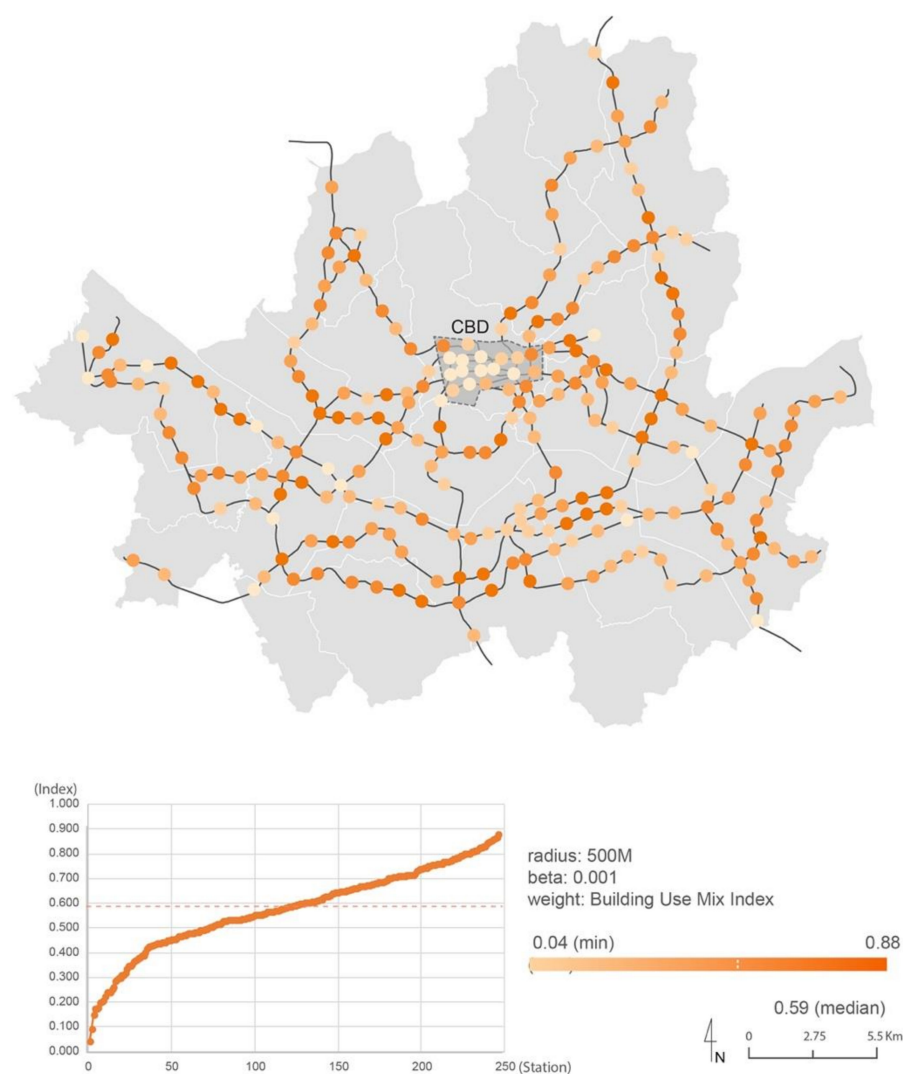 CBD
(Index)
1.000
0.900
0.800
0.700
0.600
0.500
0.400
0.300
0.200
0.100
0.000
0 50 100 150 200 250 (Station)
radius: 500M
beta: 0.001
weight: Building Use Mix Index
0.04 (min) 0.88
0.59 (median)
N
0 2.75 5.5 Km